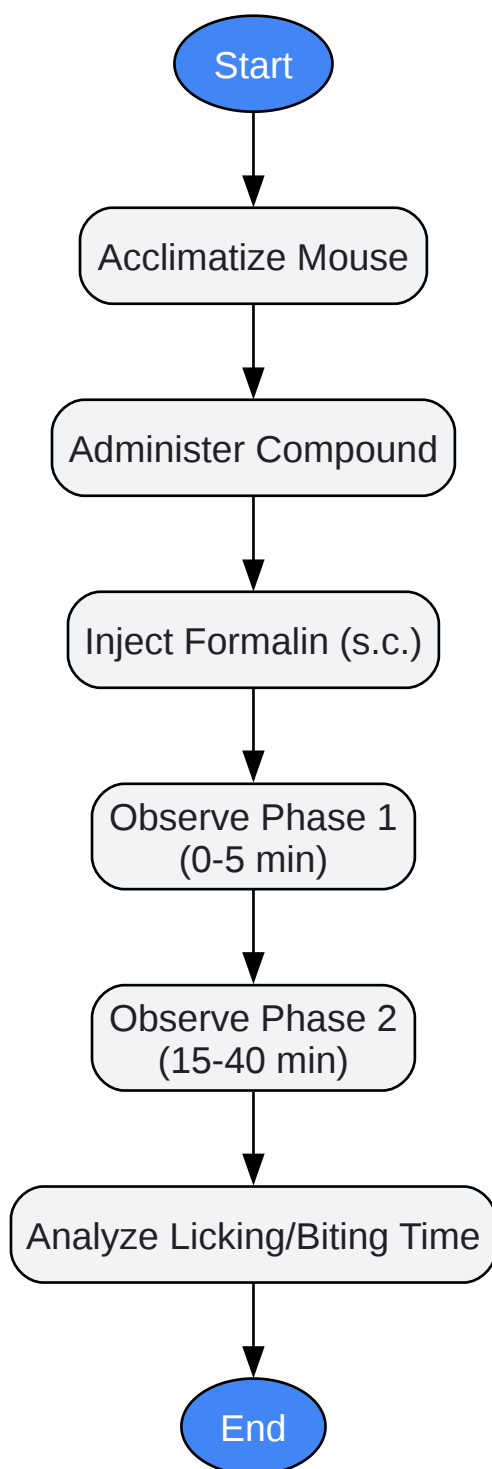 Start
Acclimatize Mouse
Administer Compound
Inject Formalin (s.c.)
Observe Phase 1
(0-5 min)
Observe Phase 2
(15-40 min)
Analyze Licking/Biting Time
End